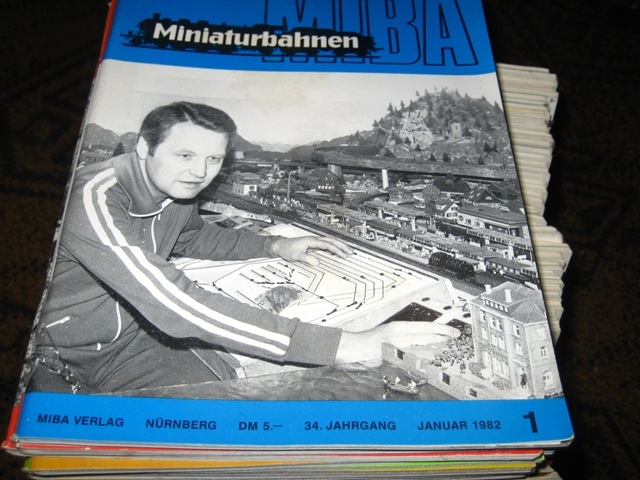 MIBA
Miniaturbahnen
MIBA VERLAG NÜRNBERG DM 5.— 34. JAHRGANG JANUAR 1982 1